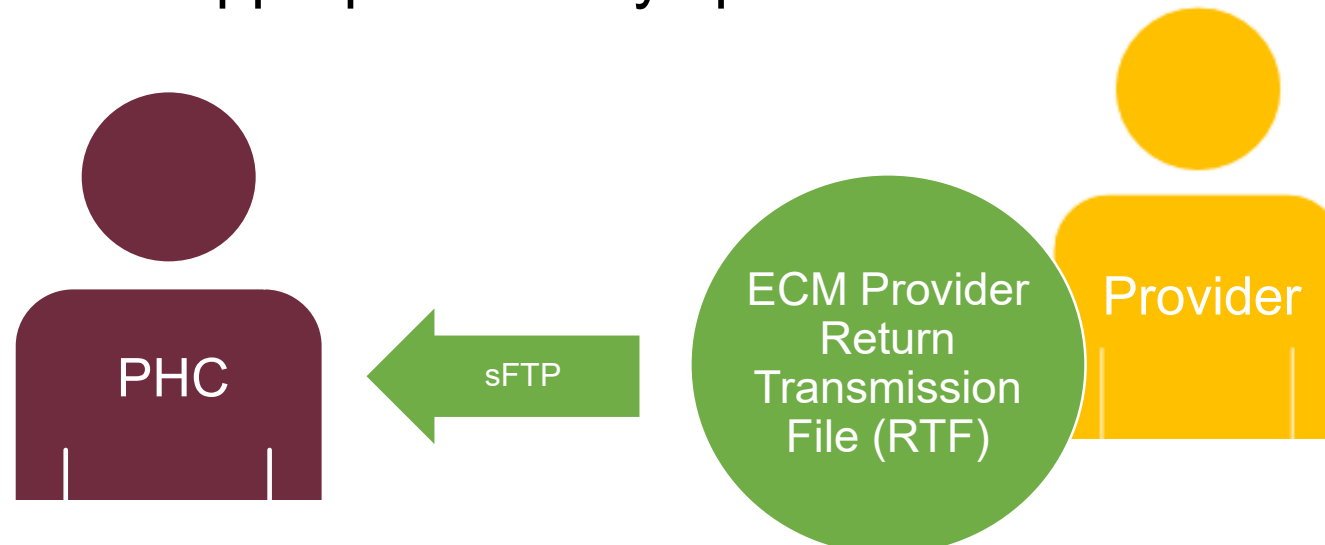 PHC
sFTP
ECM Provider
Return
Transmission
File (RTF)
Provider